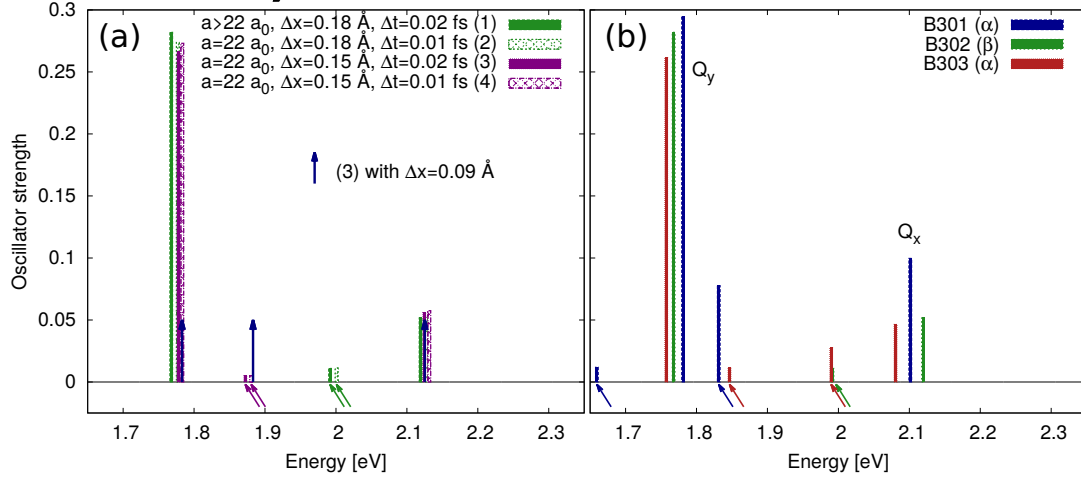 (a)
a>22 a0, Δx=0.18 Å, Δt=0.02 fs (1)
a=22 a0, Δx=0.18 Å, Δt=0.01 fs (2)
a=22 a0, Δx=0.15 Å, Δt=0.02 fs (3)
a=22 a0, Δx=0.15 Å, Δt=0.01 fs (4)
(3) with Δx=0.09 Å
Oscillator strength
0.3
0.25
0.2
0.15
0.1
0.05
0
1.7 1.8 1.9 2 2.1 2.2 2.3
Energy [eV]
(b)
B301 (α)
B302 (β)
B303 (α)
Qy
Qx
1.7 1.8 1.9 2 2.1 2.2 2.3
Energy [eV]